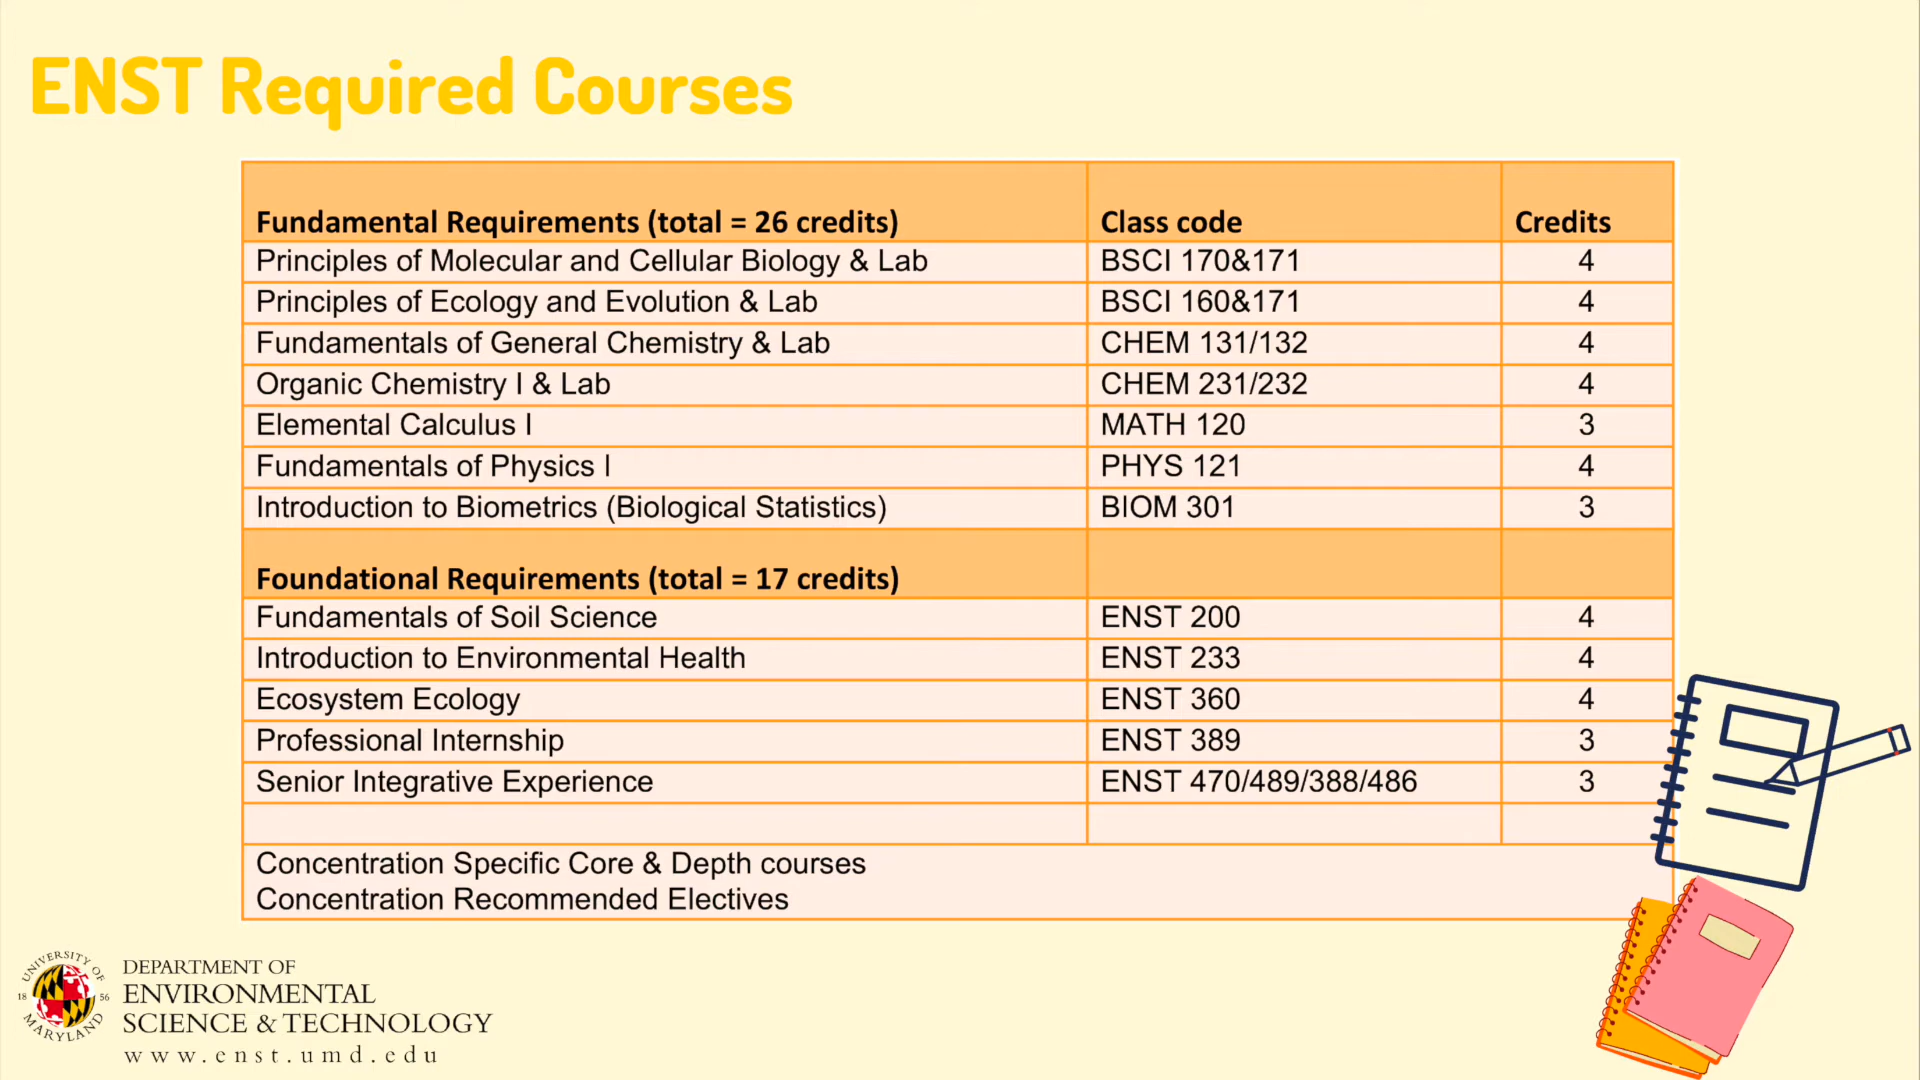 ENST Required Courses
Fundamental Requirements (total = 26 credits) Class code Credits
Principles of Molecular and Cellular Biology & Lab BSCI 170&171 4
Principles of Ecology and Evolution & Lab BSCI 160&171 4
Fundamentals of General Chemistry & Lab CHEM 131/132 4
Organic Chemistry I & Lab CHEM 231/232 4
Elemental Calculus I MATH 120 3
Fundamentals of Physics I PHYS 121 4
Introduction to Biometrics (Biological Statistics) BIOM 301 3
Foundational Requirements (total = 17 credits)
Fundamentals of Soil Science ENST 200 4
Introduction to Environmental Health ENST 233 4
Ecosystem Ecology ENST 360 4
Professional Internship ENST 389 3
Senior Integrative Experience ENST 470/489/388/486 3
Concentration Specific Core & Depth courses
Concentration Recommended Electives
UNIVERSITY OF
18 56
MARYLAND
DEPARTMENT OF
ENVIRONMENTAL
SCIENCE & TECHNOLOGY
www.enst.umd.edu